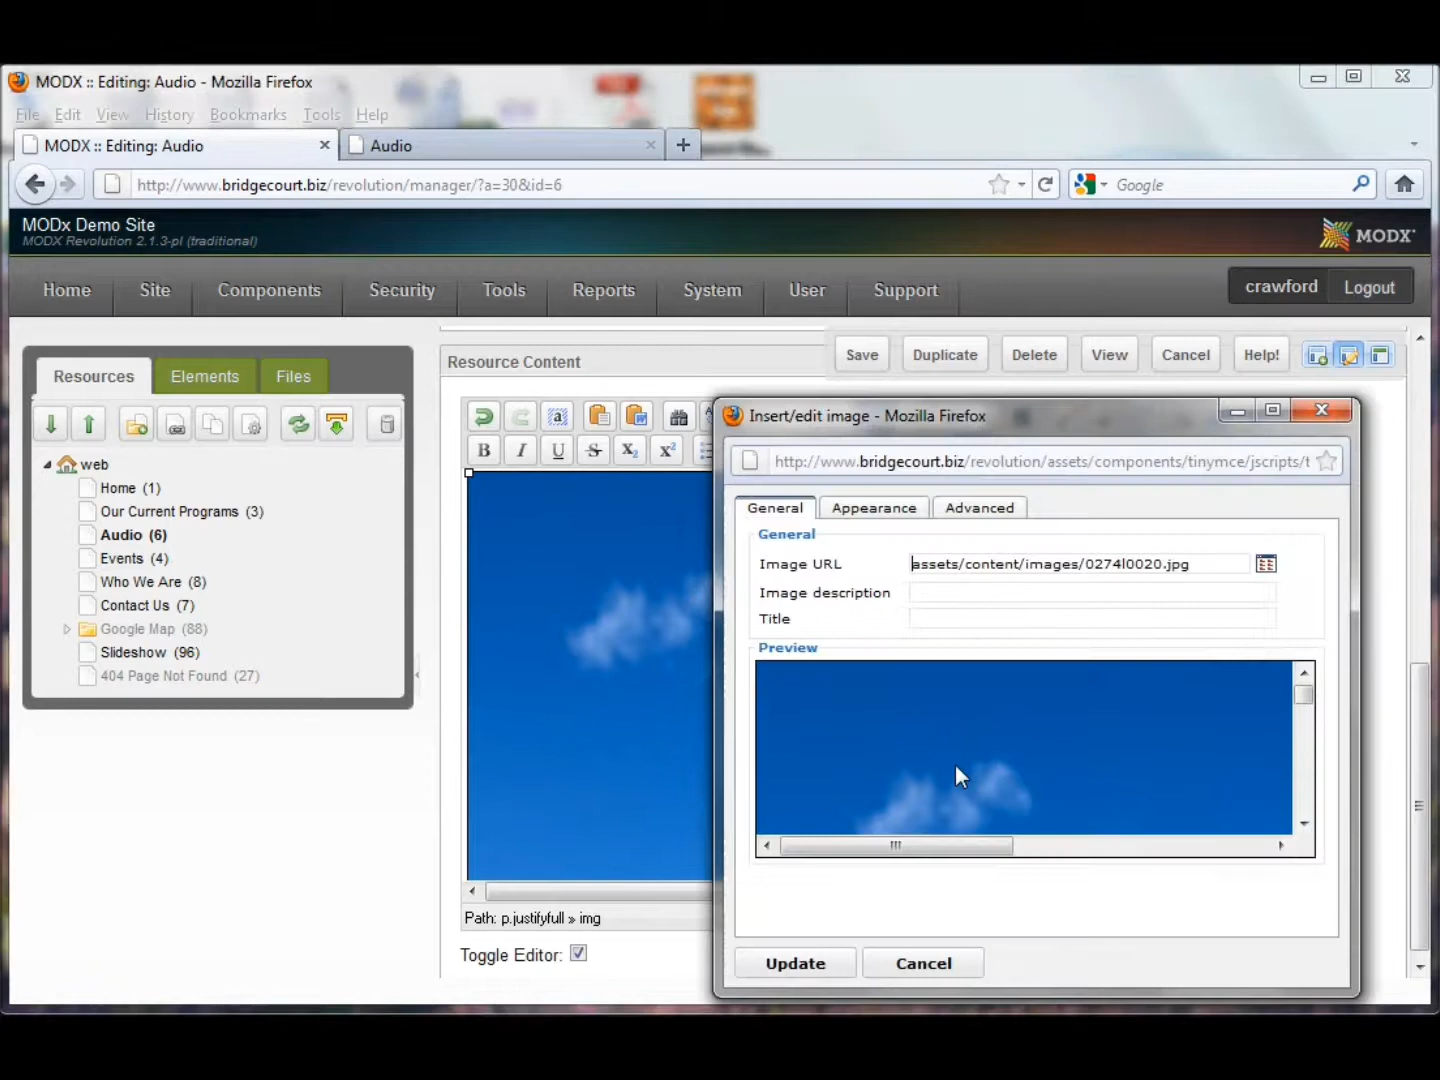 MODX :: Editing: Audio - Mozilla Firefox
File Edit View History Bookmarks Tools Help
MODX :: Editing: Audio
Audio
http://www.bridgecourt.biz/revolution/manager/?a=30&id=6
Google
MODx Demo Site
MODX Revolution 2.1.3-pl (traditional)
MODX
Home Site Components Security Tools Reports System User Support
crawford Logout
Resources Elements Files
web
Home (1)
Our Current Programs (3)
Audio (6)
Events (4)
Who We Are (8)
Contact Us (7)
Google Map (88)
Slideshow (96)
404 Page Not Found (27)
Resource Content
Save Duplicate Delete View Cancel Help!
B I U S X2 X2
Path: p.justifyfull » img
Toggle Editor:
Insert/edit image - Mozilla Firefox
http://www.bridgecourt.biz/revolution/assets/components/tinymce/jscripts/t
General Appearance Advanced
General
Image URL assets/content/images/0274l0020.jpg
Image description
Title
Preview
Update Cancel